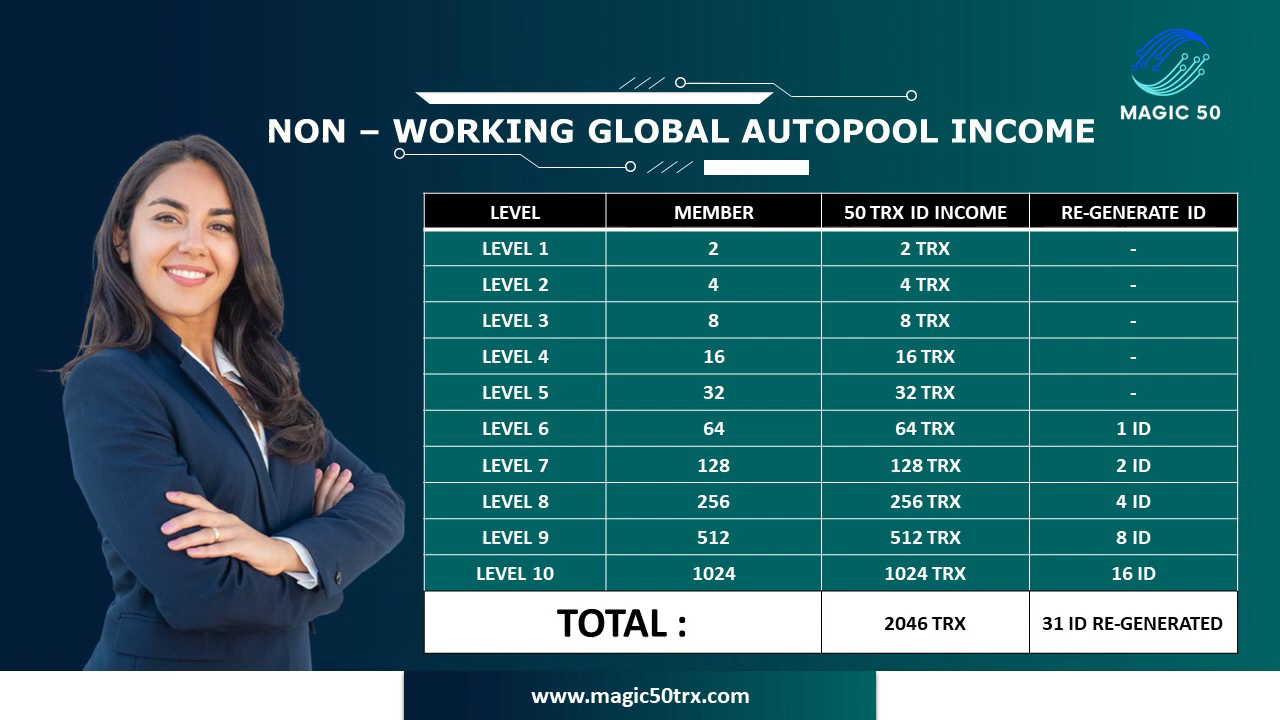 MAGIC 50
NON – WORKING GLOBAL AUTOPOOL INCOME
LEVEL MEMBER 50 TRX ID INCOME RE-GENERATE ID
LEVEL 1 2 2 TRX -
LEVEL 2 4 4 TRX -
LEVEL 3 8 8 TRX -
LEVEL 4 16 16 TRX -
LEVEL 5 32 32 TRX -
LEVEL 6 64 64 TRX 1 ID
LEVEL 7 128 128 TRX 2 ID
LEVEL 8 256 256 TRX 4 ID
LEVEL 9 512 512 TRX 8 ID
LEVEL 10 1024 1024 TRX 16 ID
TOTAL : 2046 TRX 31 ID RE-GENERATED
www.magic50trx.com